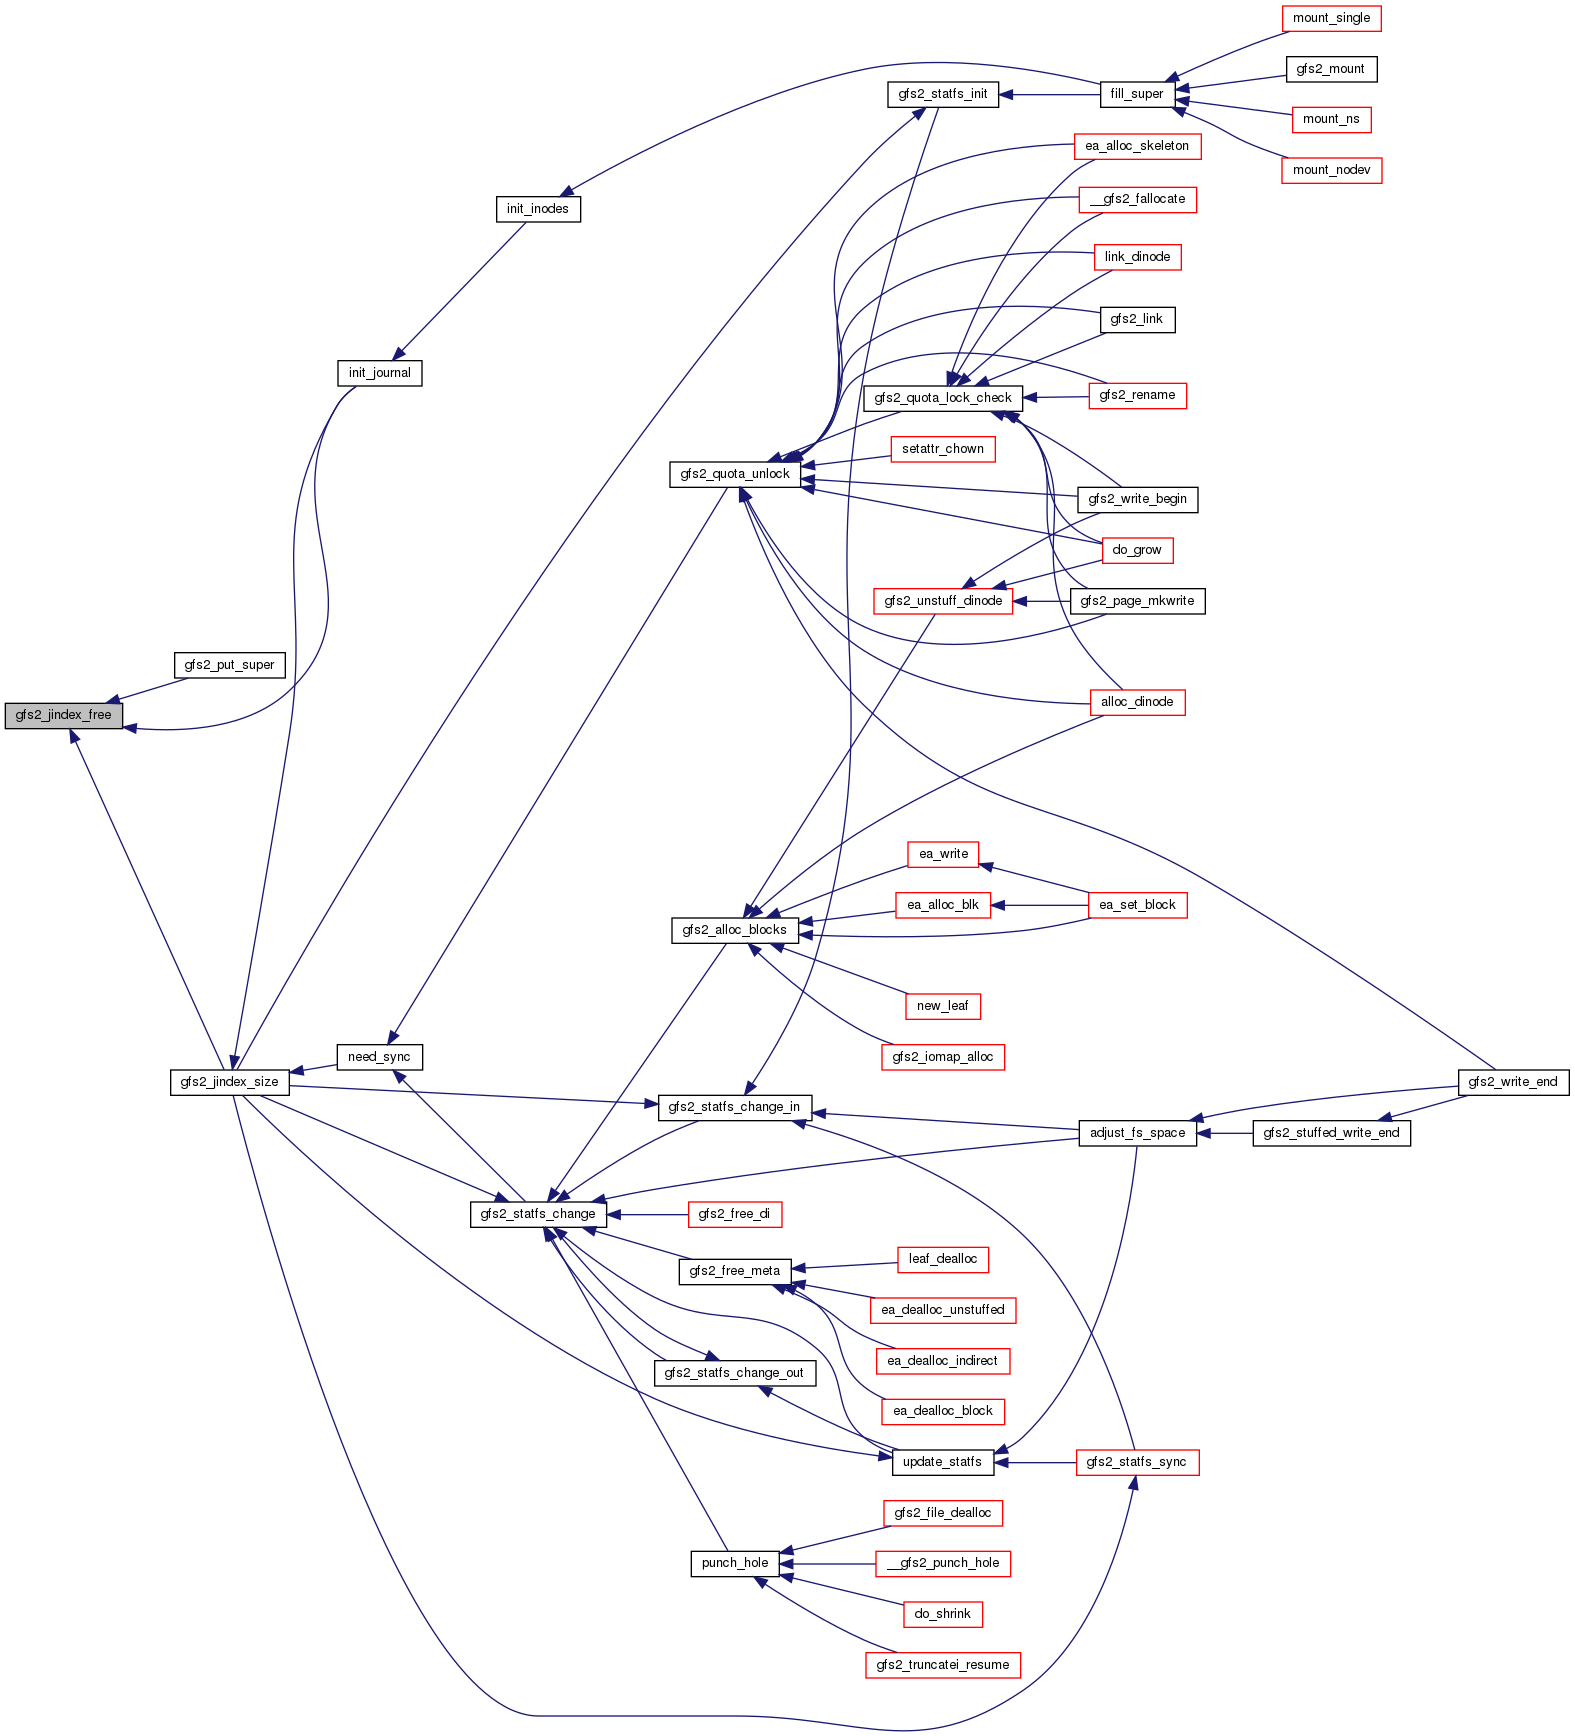 mount_single
gfs2_mount
gfs2_statfs_init
fill_super
mount_ns
ea_alloc_skeleton
mount_nodev
__gfs2_fallocate
init_inodes
link_dinode
gfs2_link
init_journal
gfs2_quota_lock_check
gfs2_rename
setattr_chown
gfs2_quota_unlock
gfs2_write_begin
do_grow
gfs2_unstuff_dinode
gfs2_page_mkwrite
gfs2_put_super
alloc_dinode
gfs2_jindex_free
ea_write
ea_alloc_blk
ea_set_block
gfs2_alloc_blocks
new_leaf
need_sync
gfs2_iomap_alloc
gfs2_jindex_size
gfs2_write_end
gfs2_statfs_change_in
adjust_fs_space
gfs2_stuffed_write_end
gfs2_statfs_change
gfs2_free_di
leaf_dealloc
gfs2_free_meta
ea_dealloc_unstuffed
ea_dealloc_indirect
gfs2_statfs_change_out
ea_dealloc_block
update_statfs
gfs2_statfs_sync
gfs2_file_dealloc
punch_hole
__gfs2_punch_hole
do_shrink
gfs2_truncatei_resume